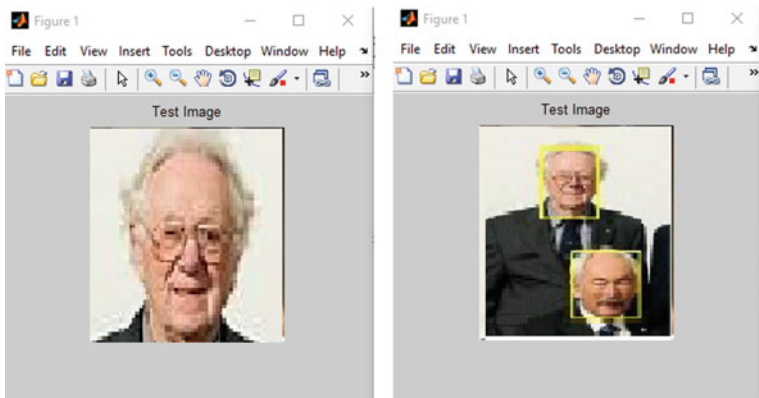 Figure 1
File Edit View Insert Tools Desktop Window Help
Test Image
Figure 1
File Edit View Insert Tools Desktop Window Help
Test Image